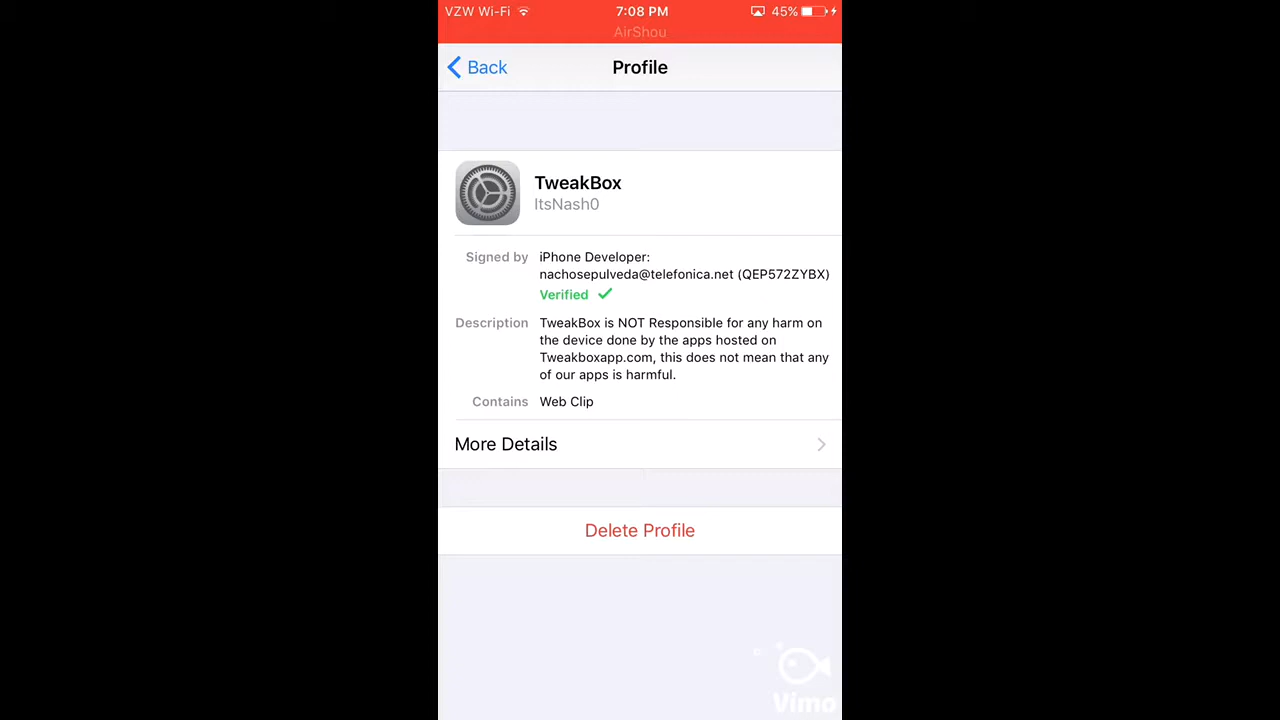 VZW Wi-Fi 7:08 PM 45%
AirShou
Back Profile
TweakBox
ItsNash0
Signed by iPhone Developer:
nachosepulveda@telefonica.net (QEP572ZYBX)
Verified
Description TweakBox is NOT Responsible for any harm on
the device done by the apps hosted on
Tweakboxapp.com, this does not mean that any
of our apps is harmful.
Contains Web Clip
More Details
Delete Profile
Vimo